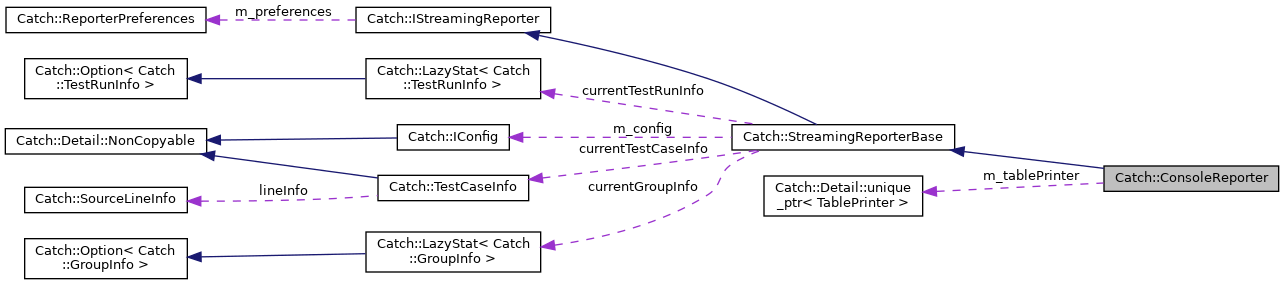 Catch::ReporterPreferences
m_preferences
Catch::IStreamingReporter
Catch::Option< Catch
::TestRunInfo >
Catch::LazyStat< Catch
::TestRunInfo >
currentTestRunInfo
Catch::Detail::NonCopyable
Catch::IConfig
m_config
Catch::StreamingReporterBase
currentTestCaseInfo
Catch::TestCaseInfo
Catch::SourceLineInfo
lineInfo
currentGroupInfo
Catch::Detail::unique
_ptr< TablePrinter >
m_tablePrinter
Catch::ConsoleReporter
Catch::Option< Catch
::GroupInfo >
Catch::LazyStat< Catch
::GroupInfo >